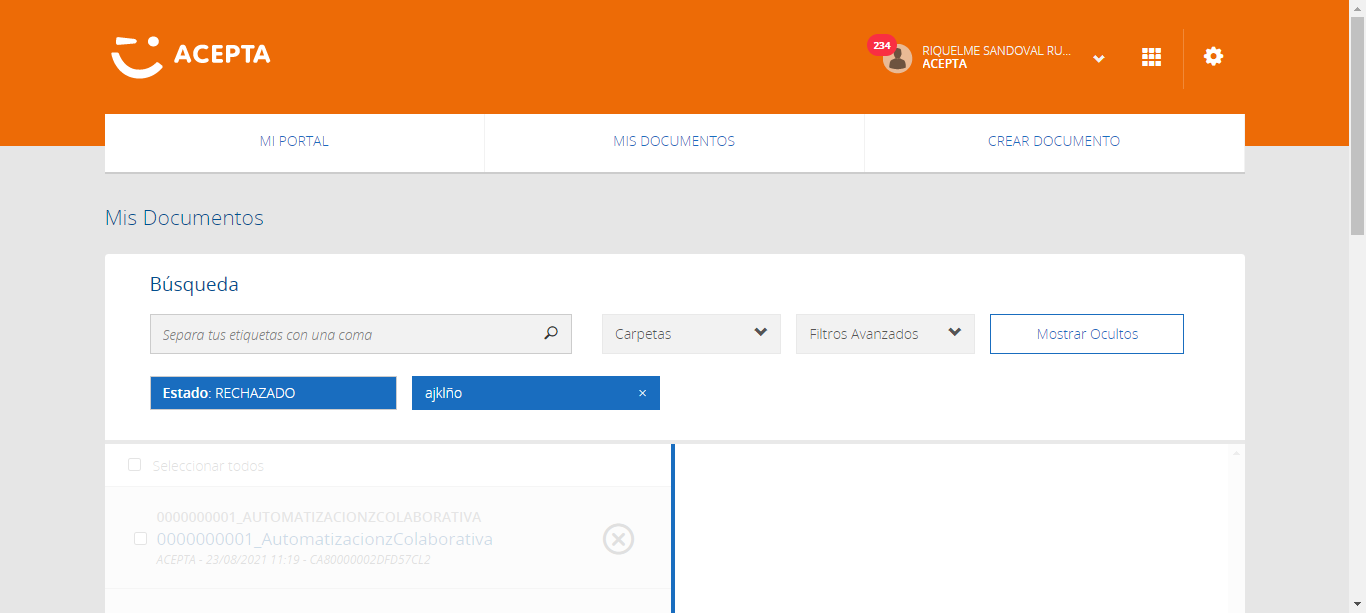 ACEPTA
234
RIQUELME SANDOVAL RU...
ACEPTA
MI PORTAL
MIS DOCUMENTOS
CREAR DOCUMENTO
Mis Documentos
Búsqueda
Separa tus etiquetas con una coma
Carpetas
Filtros Avanzados
Mostrar Ocultos
Estado: RECHAZADO
ajklño ×
Seleccionar todos
0000000001_AUTOMATIZACIONZCOLABORATIVA
0000000001_AutomatizacionzColaborativa
ACEPTA - 23/08/2021 11:19 - CA80000002DFD57CL2